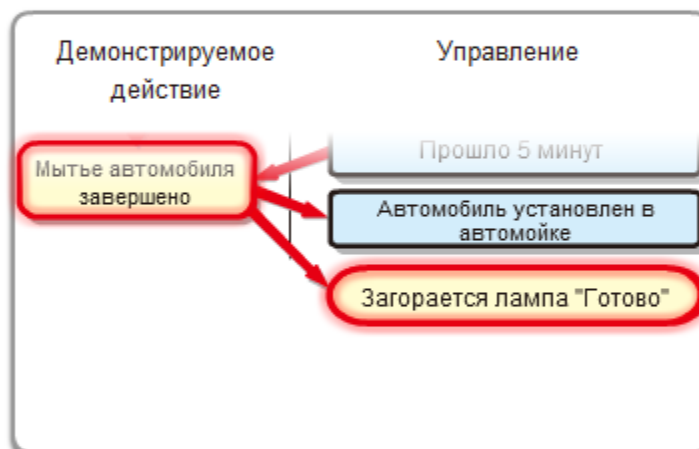 Демонстрируемое
действие
Управление
Прошло 5 минут
Мытье автомобиля
завершено
Автомобиль установлен в
автомойке
Загорается лампа "Готово"